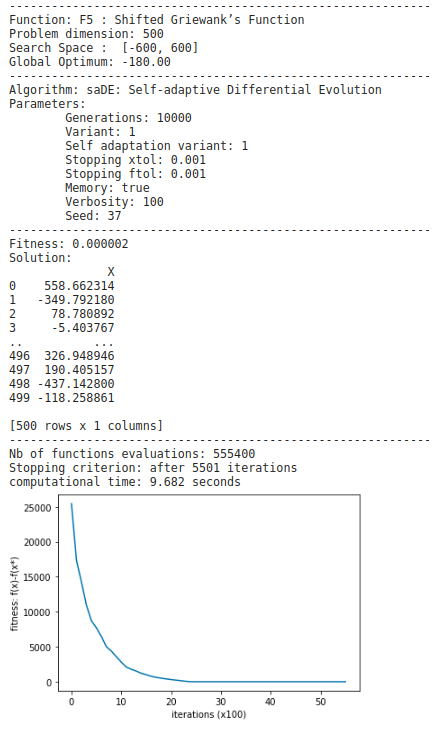 ------------------------------------------------------------
Function: F5 : Shifted Griewank’s Function
Problem dimension: 500
Search Space :  [-600, 600]
Global Optimum: -180.00
------------------------------------------------------------
Algorithm: saDE: Self-adaptive Differential Evolution
Parameters:
        Generations: 10000
        Variant: 1
        Self adaptation variant: 1
        Stopping xtol: 0.001
        Stopping ftol: 0.001
        Memory: true
        Verbosity: 100
        Seed: 37
------------------------------------------------------------
Fitness: 0.000002
Solution:
              X
0    558.662314
1   -349.792180
2     78.780892
3     -5.403767
..          ...
496  326.948946
497  190.405157
498 -437.142800
499 -118.258861
[500 rows x 1 columns]
------------------------------------------------------------
Nb of functions evaluations: 555400
Stopping criterion: after 5501 iterations
computational time: 9.682 seconds
fitness: f(x)-f(x*)
25000
20000
15000
10000
5000
0
0 10 20 30 40 50
iterations (x100)